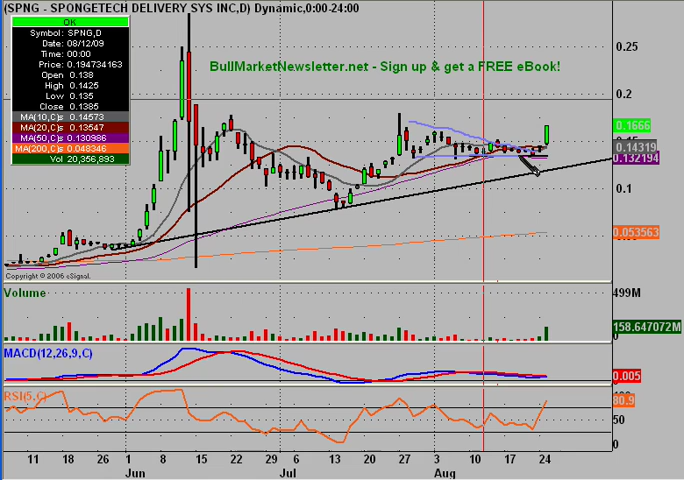 (SPNG - SPONGETECH DELIVERY SYS INC,D) Dynamic,0:00-24:00
OK
Symbol: SPNG,D
Date: 08/12/09
Time: 00:00
Price: 0.194734163
Open 0.138
High 0.1425
Low 0.135
Close 0.1385
MA(10,C)s 0.14573
MA(20,C)s 0.13547
MA(50,C)s 0.130986
MA(200,C)s 0.048346
Vol 20,356,893
BullMarketNewsletter.net - Sign up & get a FREE eBook!
0.25
0.2
0.1666
0.14319
0.132194
0.1
0.053563
Copyright © 2006 eSignal.
Volume
499M
158.647072M
MACD(12,26,9,C)
0.005
RSI(5,C)
80.9
50
0
11 18 26 1 8 15 22 29 6 13 20 27 3 10 17 24
Jun Jul Aug